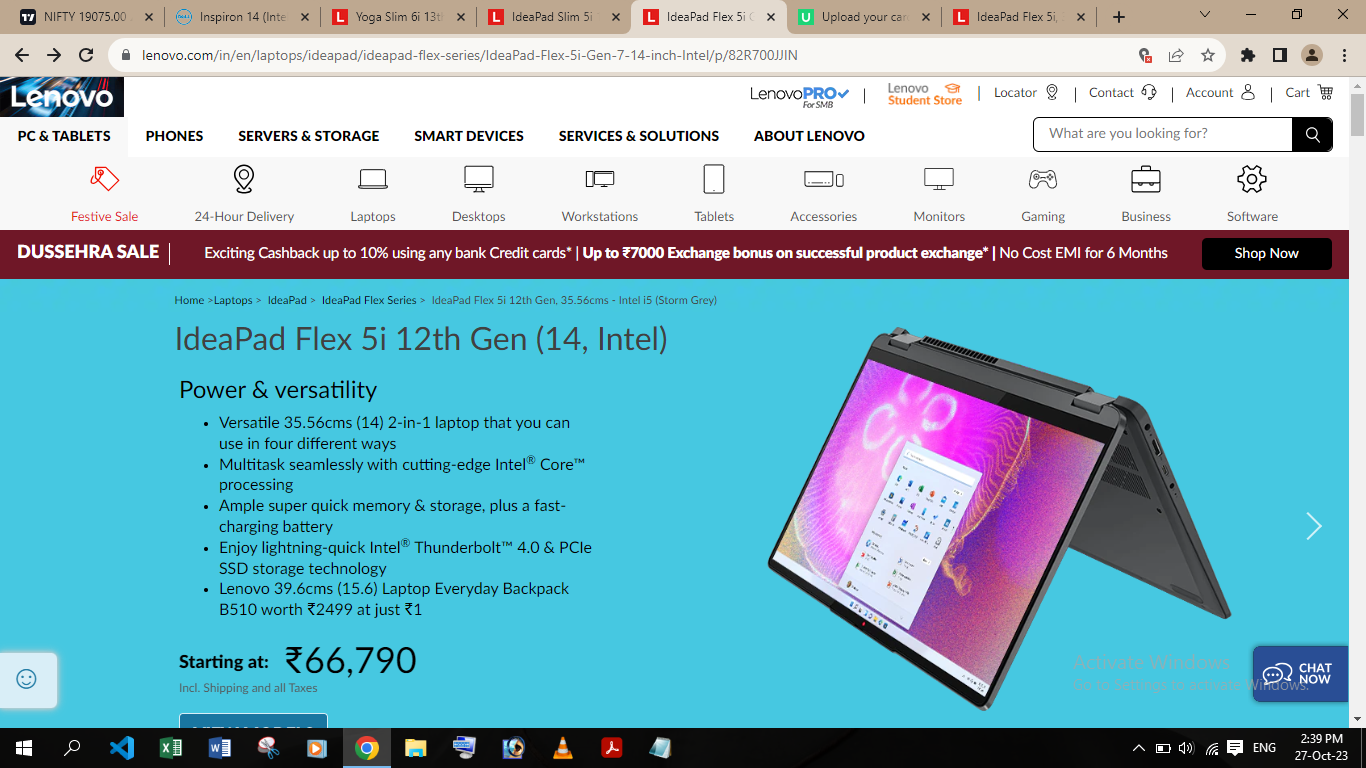 NIFTY 19075.00
Inspiron 14 (Inte
Yoga Slim 6i 13t
IdeaPad Slim 5i
IdeaPad Flex 5i
Upload your car
IdeaPad Flex 5i,
lenovo.com/in/en/laptops/ideapad/ideapad-flex-series/IdeaPad-Flex-5i-Gen-7-14-inch-Intel/p/82R700JJIN
Lenovo
LenovoPRO
For SMB
Lenovo
Student Store
Locator
Contact
Account
Cart
PC & TABLETS
PHONES
SERVERS & STORAGE
SMART DEVICES
SERVICES & SOLUTIONS
ABOUT LENOVO
What are you looking for?
Festive Sale
24-Hour Delivery
Laptops
Desktops
Workstations
Tablets
Accessories
Monitors
Gaming
Business
Software
DUSSEHRA SALE
Exciting Cashback up to 10% using any bank Credit cards* | Up to ₹7000 Exchange bonus on successful product exchange* | No Cost EMI for 6 Months
Shop Now
Home >Laptops > IdeaPad > IdeaPad Flex Series > IdeaPad Flex 5i 12th Gen, 35.56cms - Intel i5 (Storm Grey)
IdeaPad Flex 5i 12th Gen (14, Intel)
Power & versatility
• Versatile 35.56cms (14) 2-in-1 laptop that you can
use in four different ways
• Multitask seamlessly with cutting-edge Intel® Core™
processing
• Ample super quick memory & storage, plus a fast-
charging battery
• Enjoy lightning-quick Intel® Thunderbolt™ 4.0 & PCIe
SSD storage technology
• Lenovo 39.6cms (15.6) Laptop Everyday Backpack
B510 worth ₹2499 at just ₹1
Starting at: ₹66,790
Incl. Shipping and all Taxes
Activate Windows
Go to Settings to activate Windows.
CHAT
NOW
ENG
2:39 PM
27-Oct-23